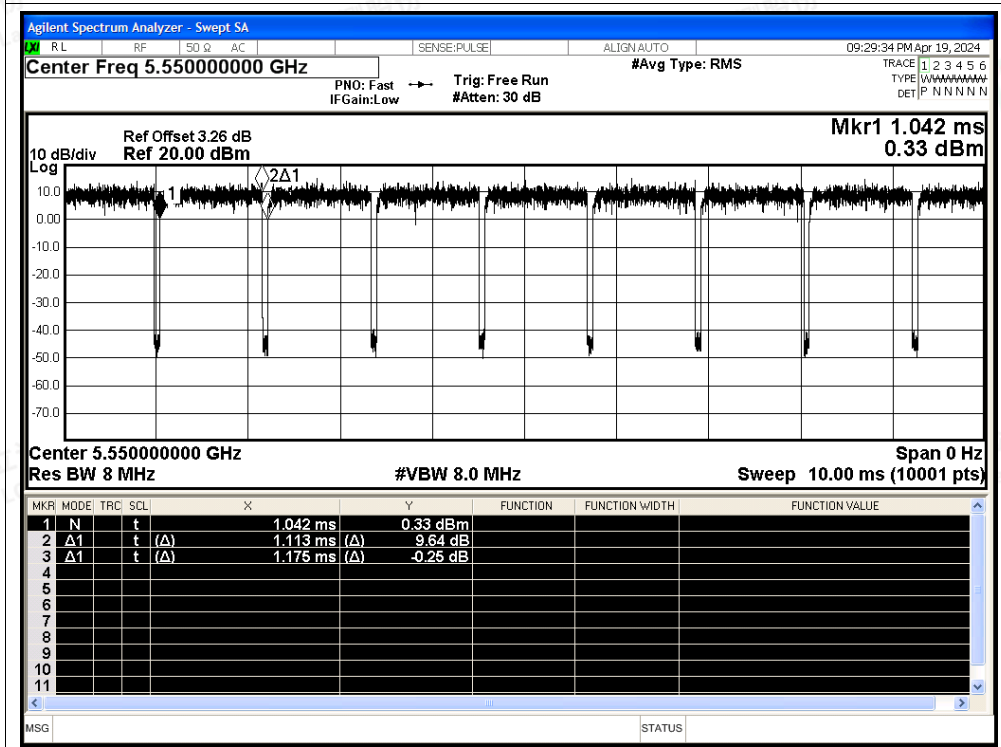 Agilent Spectrum Analyzer - Swept SA
LXI RL RF 50 Ω AC SENSE:PULSE ALIGN AUTO 09:29:34 PM Apr 19, 2024
Center Freq 5.550000000 GHz #Avg Type: RMS TRACE 1 2 3 4 5 6
PNO: Fast Trig: Free Run TYPE WWWWWW
IFGain:Low #Atten: 30 dB DET P N N N N N
Mkr1 1.042 ms
Ref Offset 3.26 dB
10 dB/div Ref 20.00 dBm 0.33 dBm
Log
2Δ1
10.0
1
0.00
-10.0
-20.0
-30.0
-40.0
-50.0
-60.0
-70.0
Center 5.550000000 GHz Span 0 Hz
Res BW 8 MHz #VBW 8.0 MHz Sweep 10.00 ms (10001 pts)
MKR MODE TRC SCL X Y FUNCTION FUNCTION WIDTH FUNCTION VALUE
1 N t 1.042 ms 0.33 dBm
2 Δ1 t (Δ) 1.113 ms (Δ) 9.64 dB
3 Δ1 t (Δ) 1.175 ms (Δ) -0.25 dB
4
5
6
7
8
9
10
11
MSG STATUS